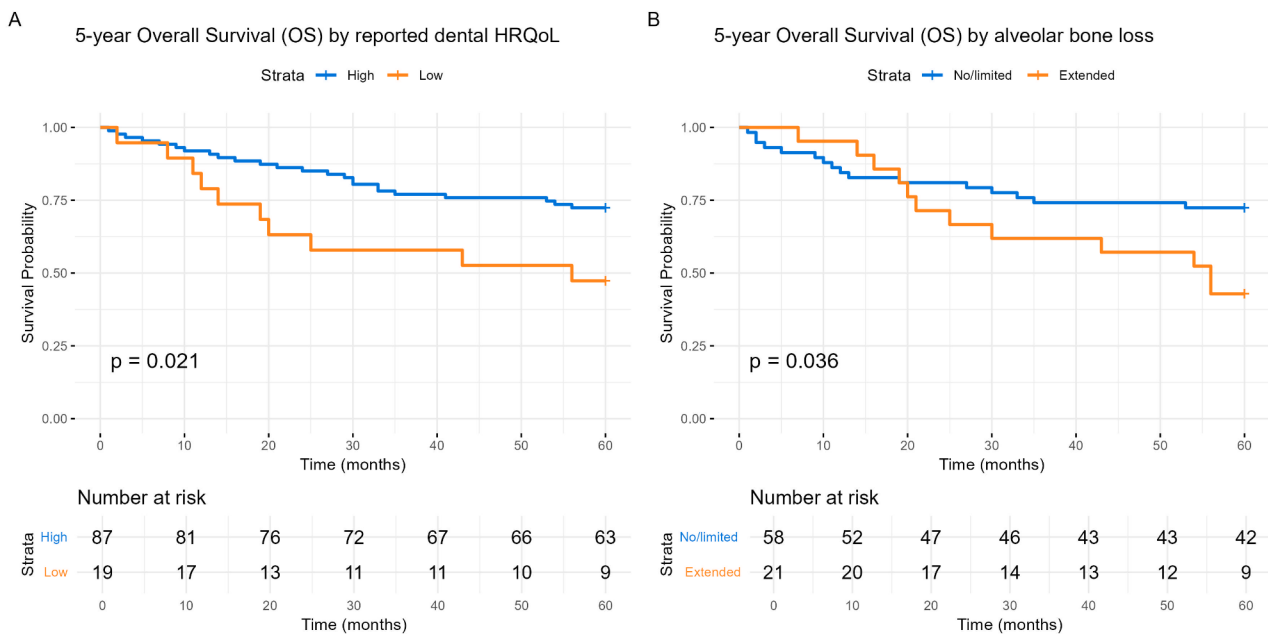 A
5-year Overall Survival (OS) by reported dental HRQoL
Strata High Low
Survival Probability
1.00
0.75
0.50
0.25
0.00
p = 0.021
0 10 20 30 40 50 60
Time (months)
Number at risk
Strata
High 87 81 76 72 67 66 63
Low 19 17 13 11 11 10 9
0 10 20 30 40 50 60
Time (months)
B
5-year Overall Survival (OS) by alveolar bone loss
Strata No/limited Extended
Survival Probability
1.00
0.75
0.50
0.25
0.00
p = 0.036
0 10 20 30 40 50 60
Time (months)
Number at risk
Strata
No/limited 58 52 47 46 43 43 42
Extended 21 20 17 14 13 12 9
0 10 20 30 40 50 60
Time (months)